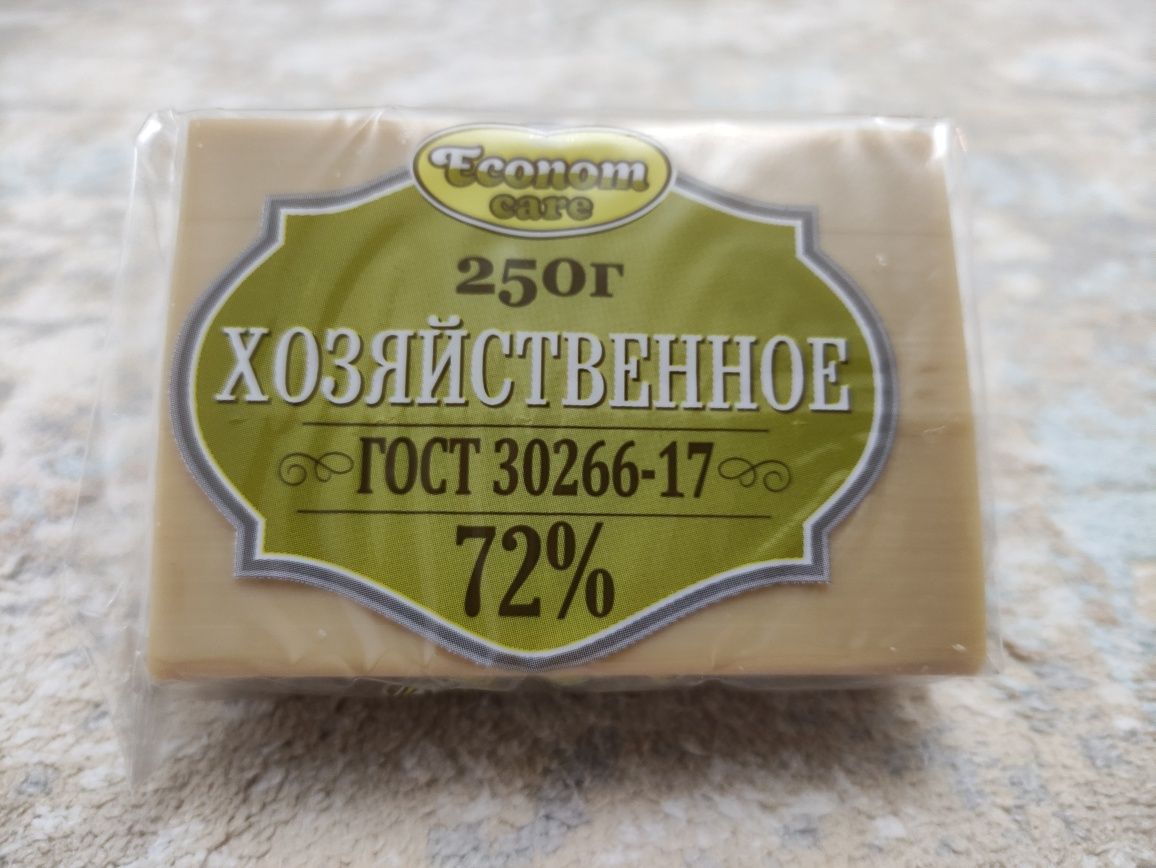 Econom
care
250г
ХОЗЯЙСТВЕННОЕ
ГОСТ 30266-17
72%